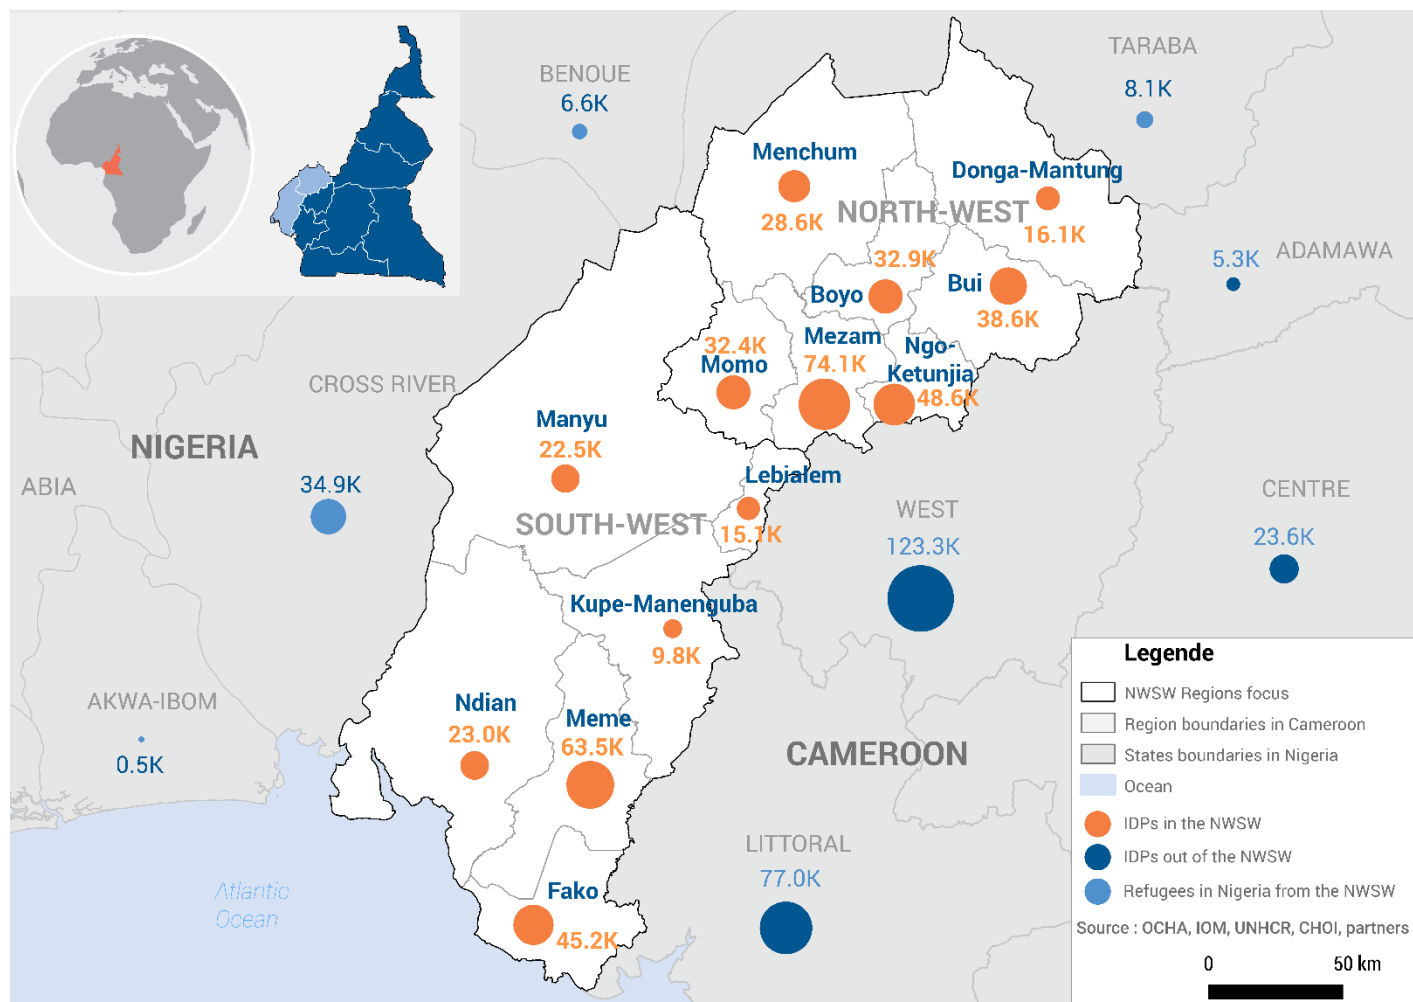 BENOUE
6.6K
TARABA
8.1K
Menchum
28.6K
Donga-Mantung
16.1K
NORTH-WEST
32.9K
Boyo
Bui
38.6K
5.3K
ADAMAWA
32.4K
Momo
Mezam
74.1K
Ngo-
Ketunjia
48.6K
CROSS RIVER
NIGERIA
ABIA
34.9K
Manyu
22.5K
Lebialem
15.1K
SOUTH-WEST
WEST
123.3K
CENTRE
23.6K
Kupe-Manenguba
9.8K
AKWA-IBOM
0.5K
Ndian
23.0K
Meme
63.5K
CAMEROON
LITTORAL
77.0K
Atlantic
Ocean
Fako
45.2K
Legende
NWSW Regions focus
Region boundaries in Cameroon
States boundaries in Nigeria
Ocean
IDPs in the NWSW
IDPs out of the NWSW
Refugees in Nigeria from the NWSW
Source : OCHA, IOM, UNHCR, CHOI, partners
0 50 km